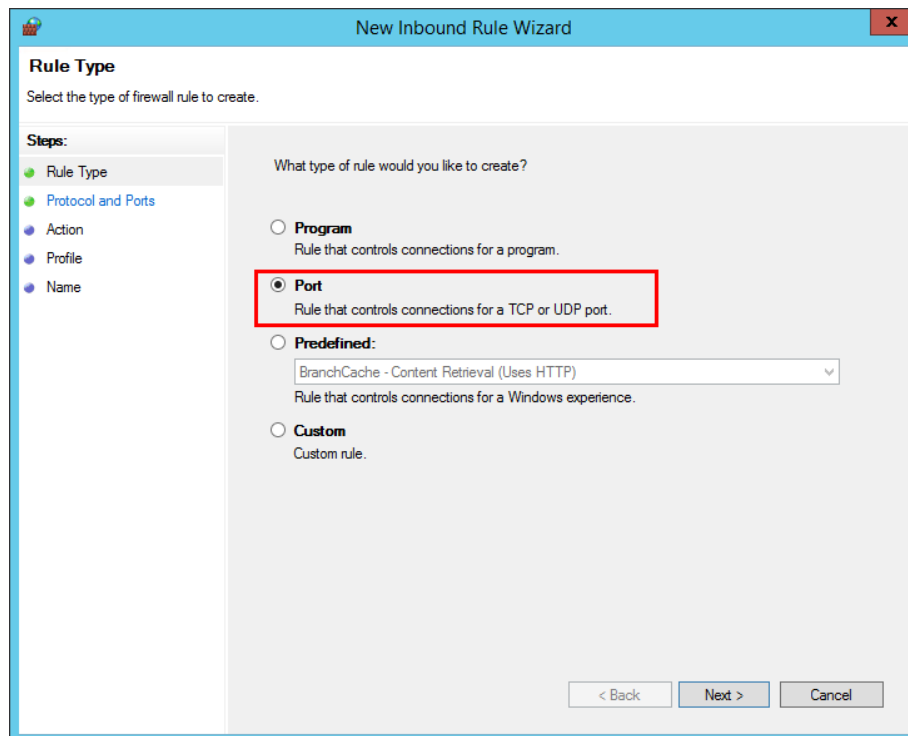 New Inbound Rule Wizard
x
Rule Type
Select the type of firewall rule to create.
Steps:
Rule Type
Protocol and Ports
Action
Profile
Name
What type of rule would you like to create?
Program
Rule that controls connections for a program.
Port
Rule that controls connections for a TCP or UDP port.
Predefined:
BranchCache - Content Retrieval (Uses HTTP)
Rule that controls connections for a Windows experience.
Custom
Custom rule.
< Back Next > Cancel